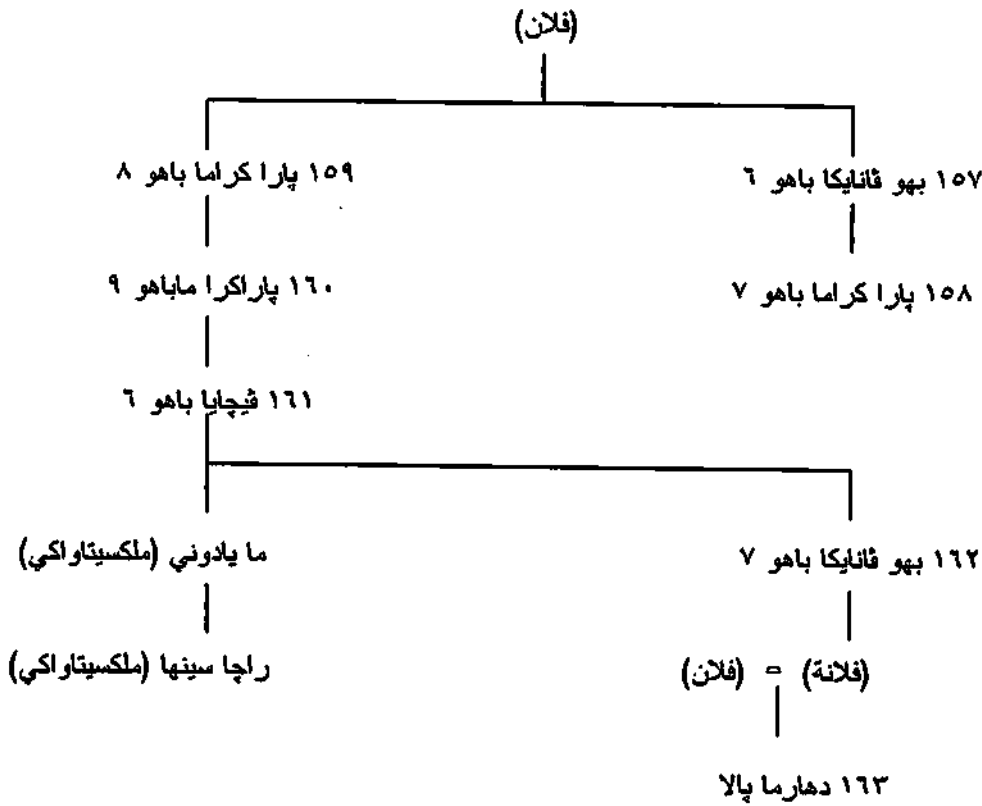 (فلان)
١٥٧ بهو ڤانايكا باهو ٦
١٥٩ پارا كراما باهو ٨
١٥٨ پارا كراما باهو ٧
١٦٠ پاراكرا ماباهو ٩
١٦١ ڤيچايا باهو ٦
١٦٢ بهو ڤانايكا باهو ٧
ما يادوني (ملكسيتاواكي)
(فلانة) = (فلان)
راچا سينها (ملكسيتاواكي)
١٦٣ دهارما پالا